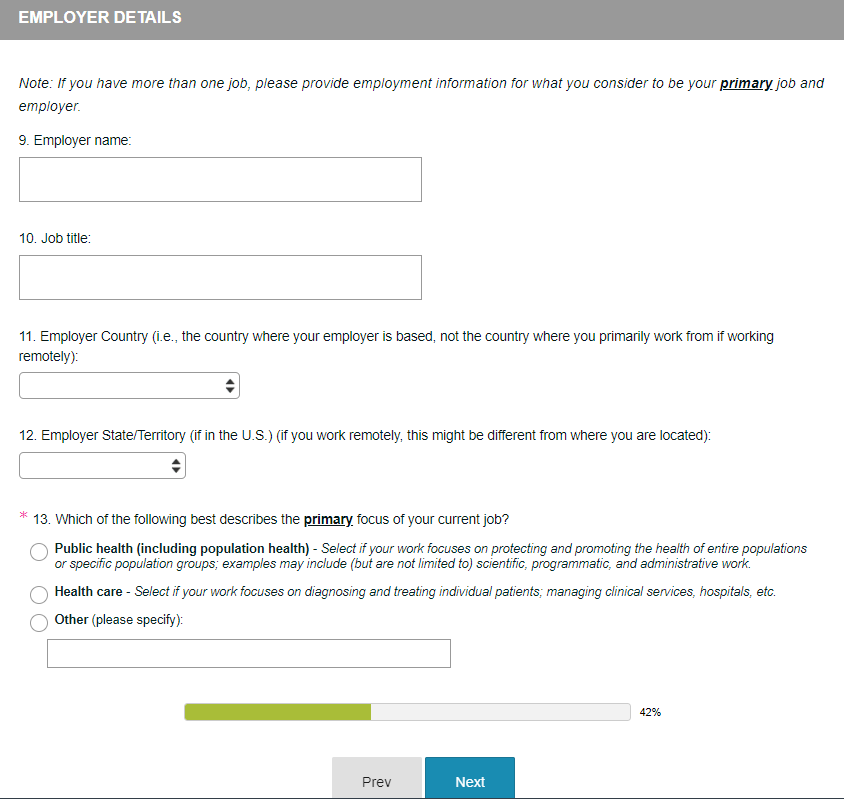 EMPLOYER DETAILS
Note: If you have more than one job, please provide employment information for what you consider to be your primary job and
employer.
9. Employer name:
10. Job title:
11. Employer Country (i.e., the country where your employer is based, not the country where you primarily work from if working
remotely):
12. Employer State/Territory (if in the U.S.) (if you work remotely, this might be different from where you are located):
* 13. Which of the following best describes the primary focus of your current job?
Public health (including population health) - Select if your work focuses on protecting and promoting the health of entire populations
or specific population groups; examples may include (but are not limited to) scientific, programmatic, and administrative work.
Health care - Select if your work focuses on diagnosing and treating individual patients; managing clinical services, hospitals, etc.
Other (please specify):
42%
Prev
Next